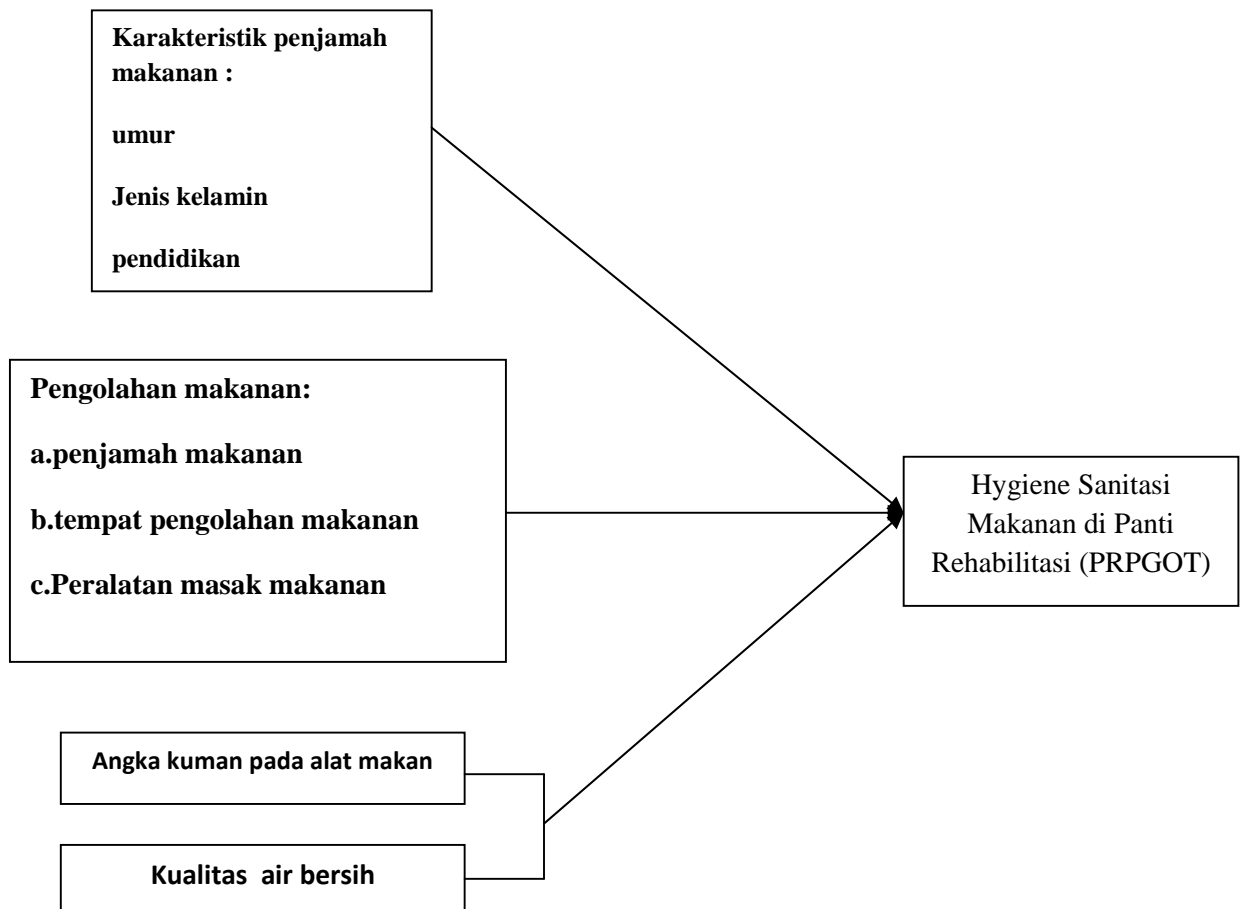 Karakteristik penjamah
makanan :
umur
Jenis kelamin
pendidikan
Pengolahan makanan:
a.penjamah makanan
b.tempat pengolahan makanan
c.Peralatan masak makanan
Hygiene Sanitasi
Makanan di Panti
Rehabilitasi (PRPGOT)
Angka kuman pada alat makan
Kualitas  air bersih